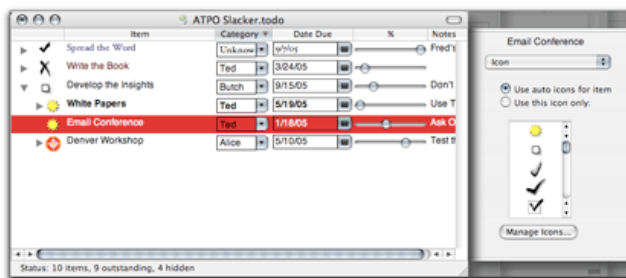 ATPO Slacker.todo
Item Category Date Due % Notes
Spread the Word Unknow 9/7/05 Fred's
Write the Book Ted 3/24/05
Develop the Insights Butch 9/15/05 Don't
White Papers Ted 5/19/05 Use T
Email Conference Ted 1/18/05 Ask O
Denver Workshop Alice 5/10/05 Test th
Status: 10 items, 9 outstanding, 4 hidden
Email Conference
Icon
Use auto icons for item
Use this icon only:
Manage Icons...